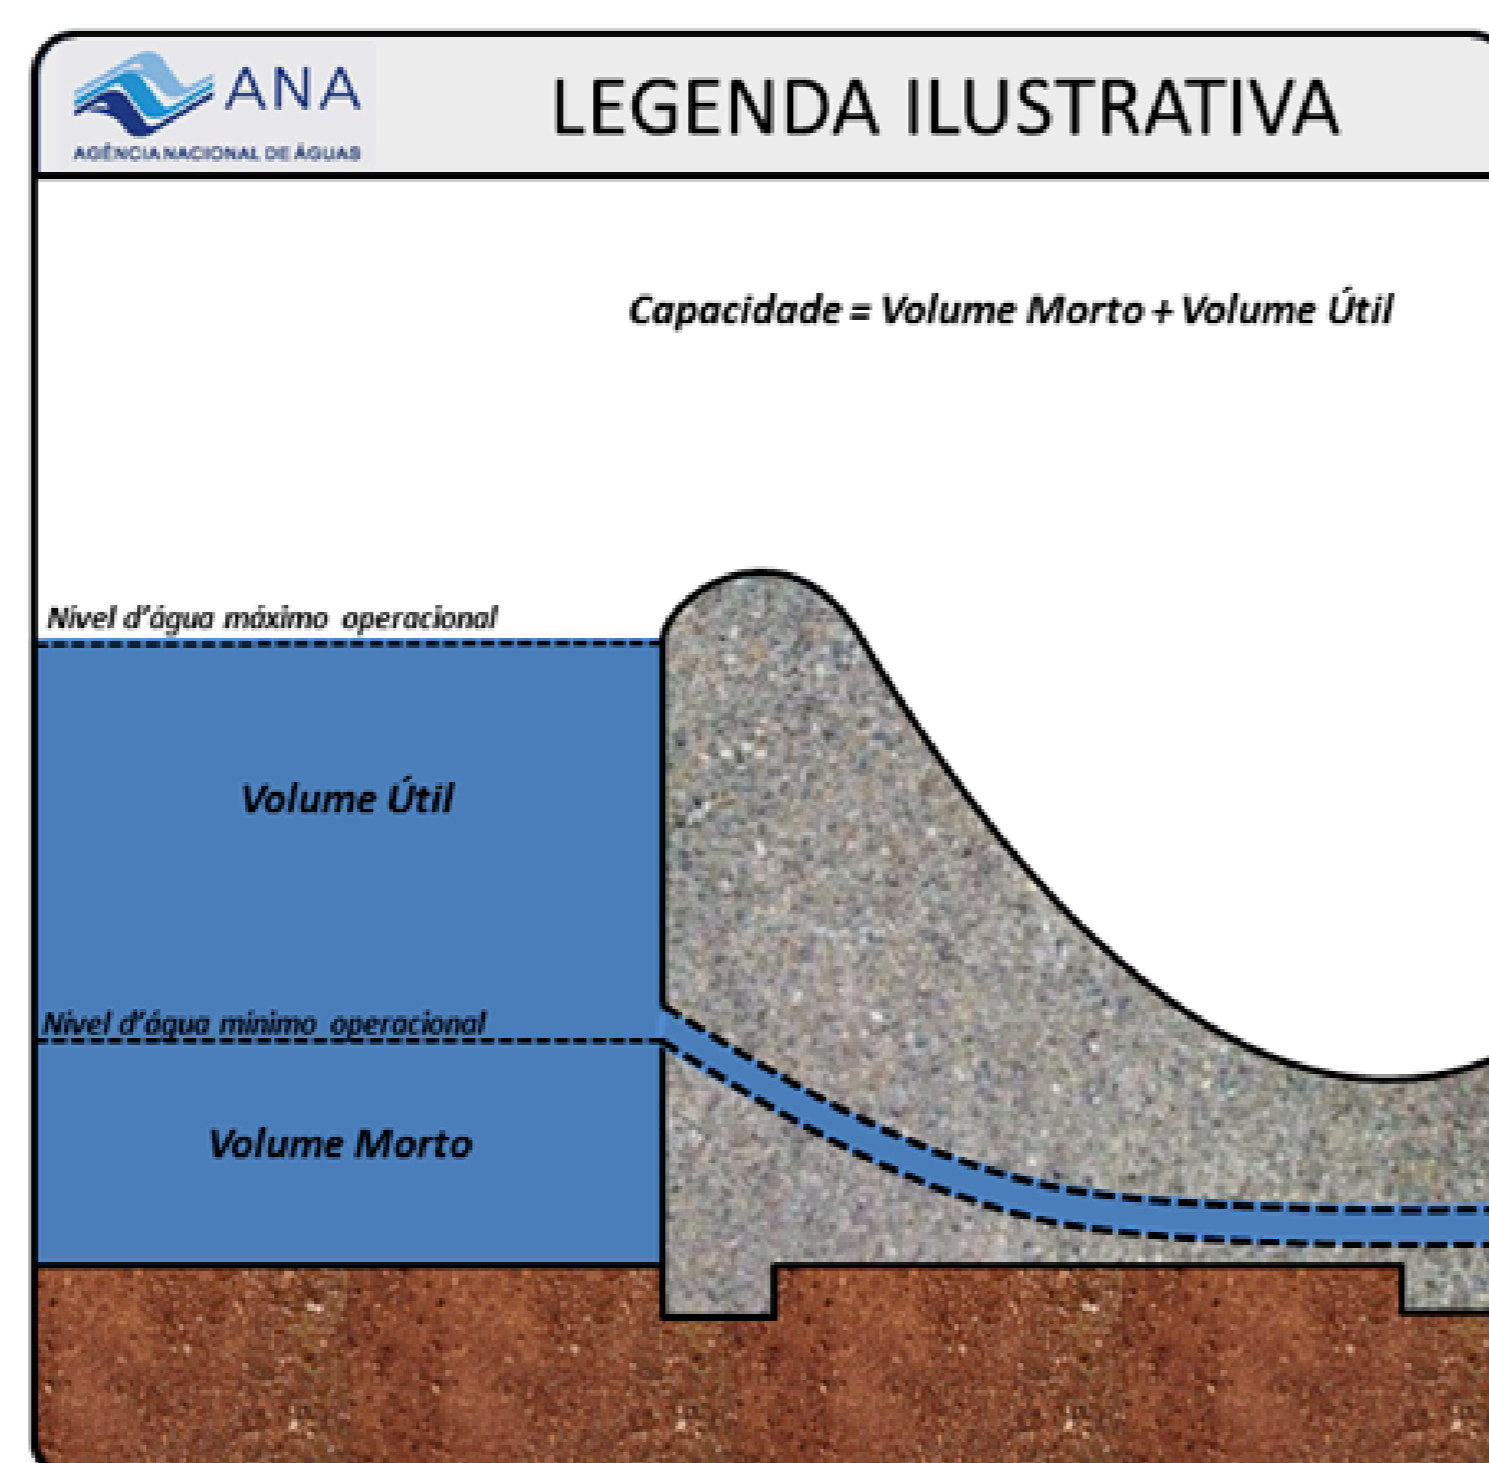 ANA
AGÊNCIA NACIONAL DE ÁGUAS
LEGENDA ILUSTRATIVA
Capacidade = Volume Morto + Volume Útil
Nível d'água máximo operacional
Volume Útil
Nível d'água mínimo operacional
Volume Morto